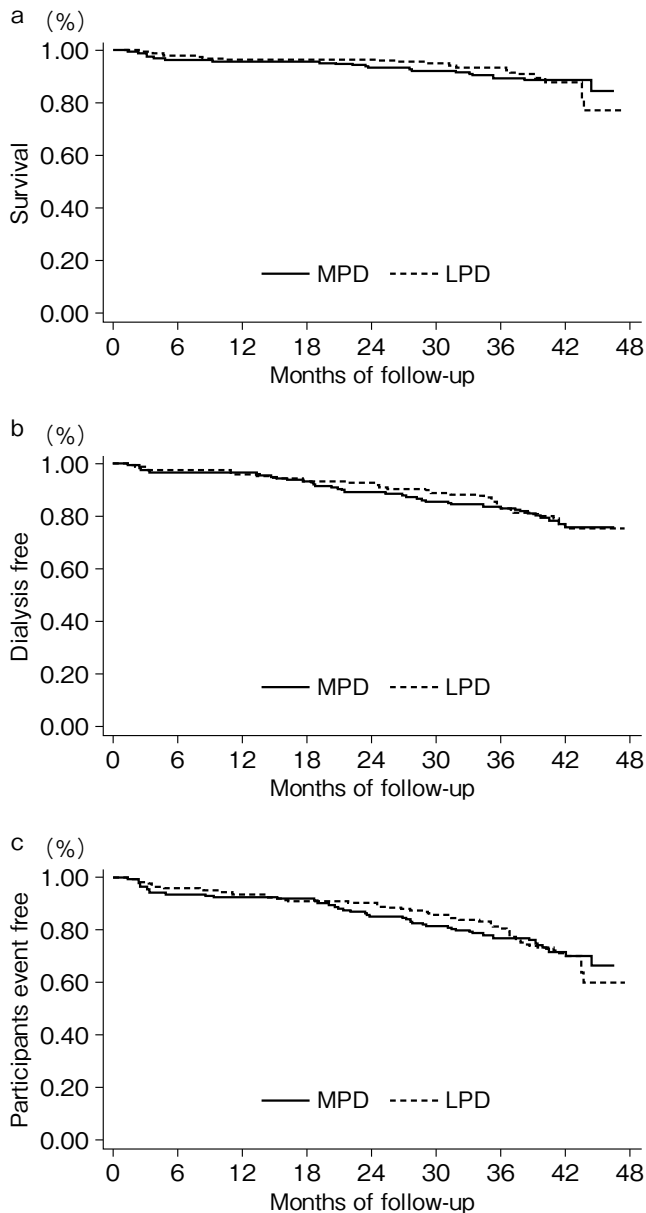 a (%)
1.00
0.80
0.60
0.40
0.20
0.00
Survival
MPD LPD
0 6 12 18 24 30 36 42 48
Months of follow-up
b (%)
1.00
0.80
0.60
0.40
0.20
0.00
Dialysis free
MPD LPD
0 6 12 18 24 30 36 42 48
Months of follow-up
c (%)
1.00
0.80
0.60
0.40
0.20
0.00
Participants event free
MPD LPD
0 6 12 18 24 30 36 42 48
Months of follow-up